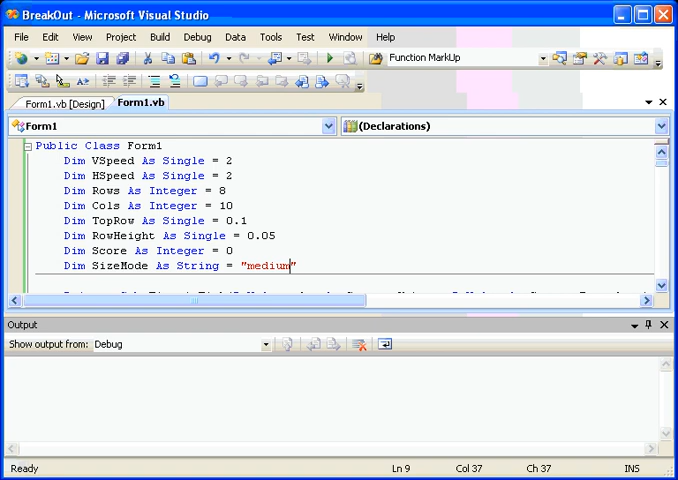 BreakOut - Microsoft Visual Studio
File Edit View Project Build Debug Data Tools Test Window Help
Function MarkUp
Form1.vb [Design] Form1.vb
Form1 (Declarations)
Public Class Form1
Dim VSpeed As Single = 2
Dim HSpeed As Single = 2
Dim Rows As Integer = 8
Dim Cols As Integer = 10
Dim TopRow As Single = 0.1
Dim RowHeight As Single = 0.05
Dim Score As Integer = 0
Dim SizeMode As String = "medium"
Output
Show output from: Debug
Ready Ln 9 Col 37 Ch 37 INS